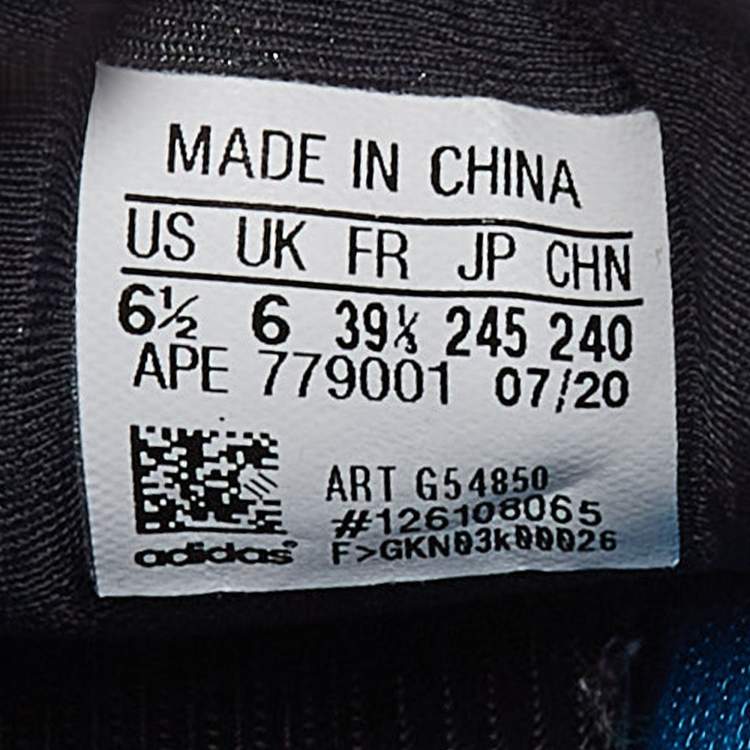 MADE IN CHINA
US UK FR JP CHN
6½ 6 39⅓ 245 240
APE 779001 07/20
ART G54850
#126108065
F>GKN03k00026
adidas